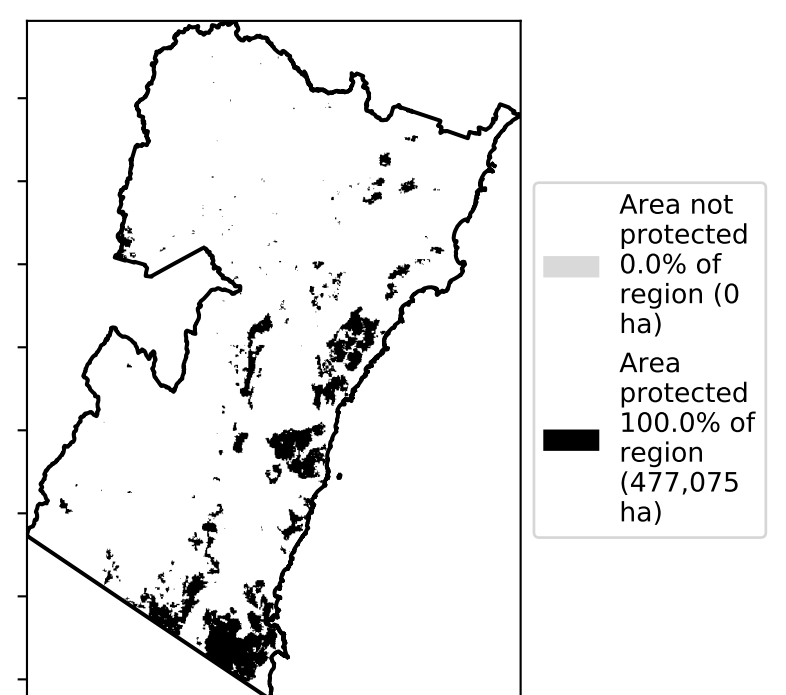 Area not
protected
0.0% of
region (0
ha)
Area
protected
100.0% of
region
(477,075
ha)